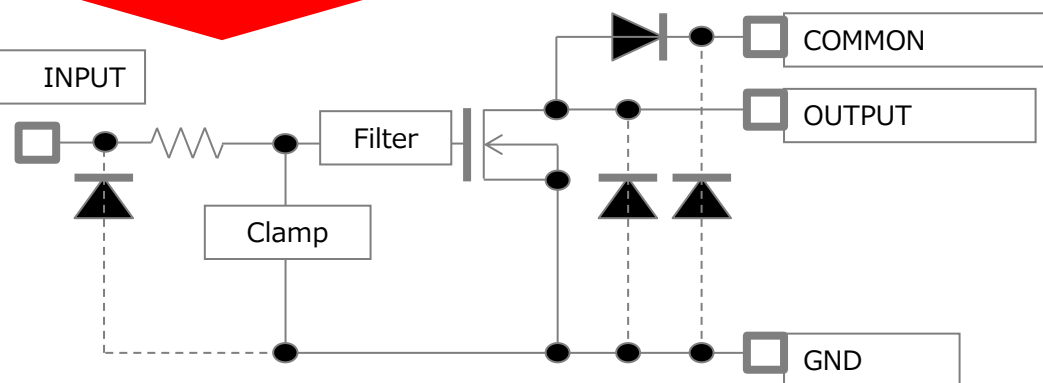 COMMON
INPUT
OUTPUT
Filter
Clamp
GND